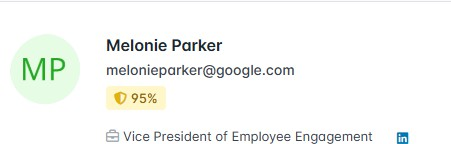 MP
Melonie Parker
melonieparker@google.com
95%
Vice President of Employee Engagement
in